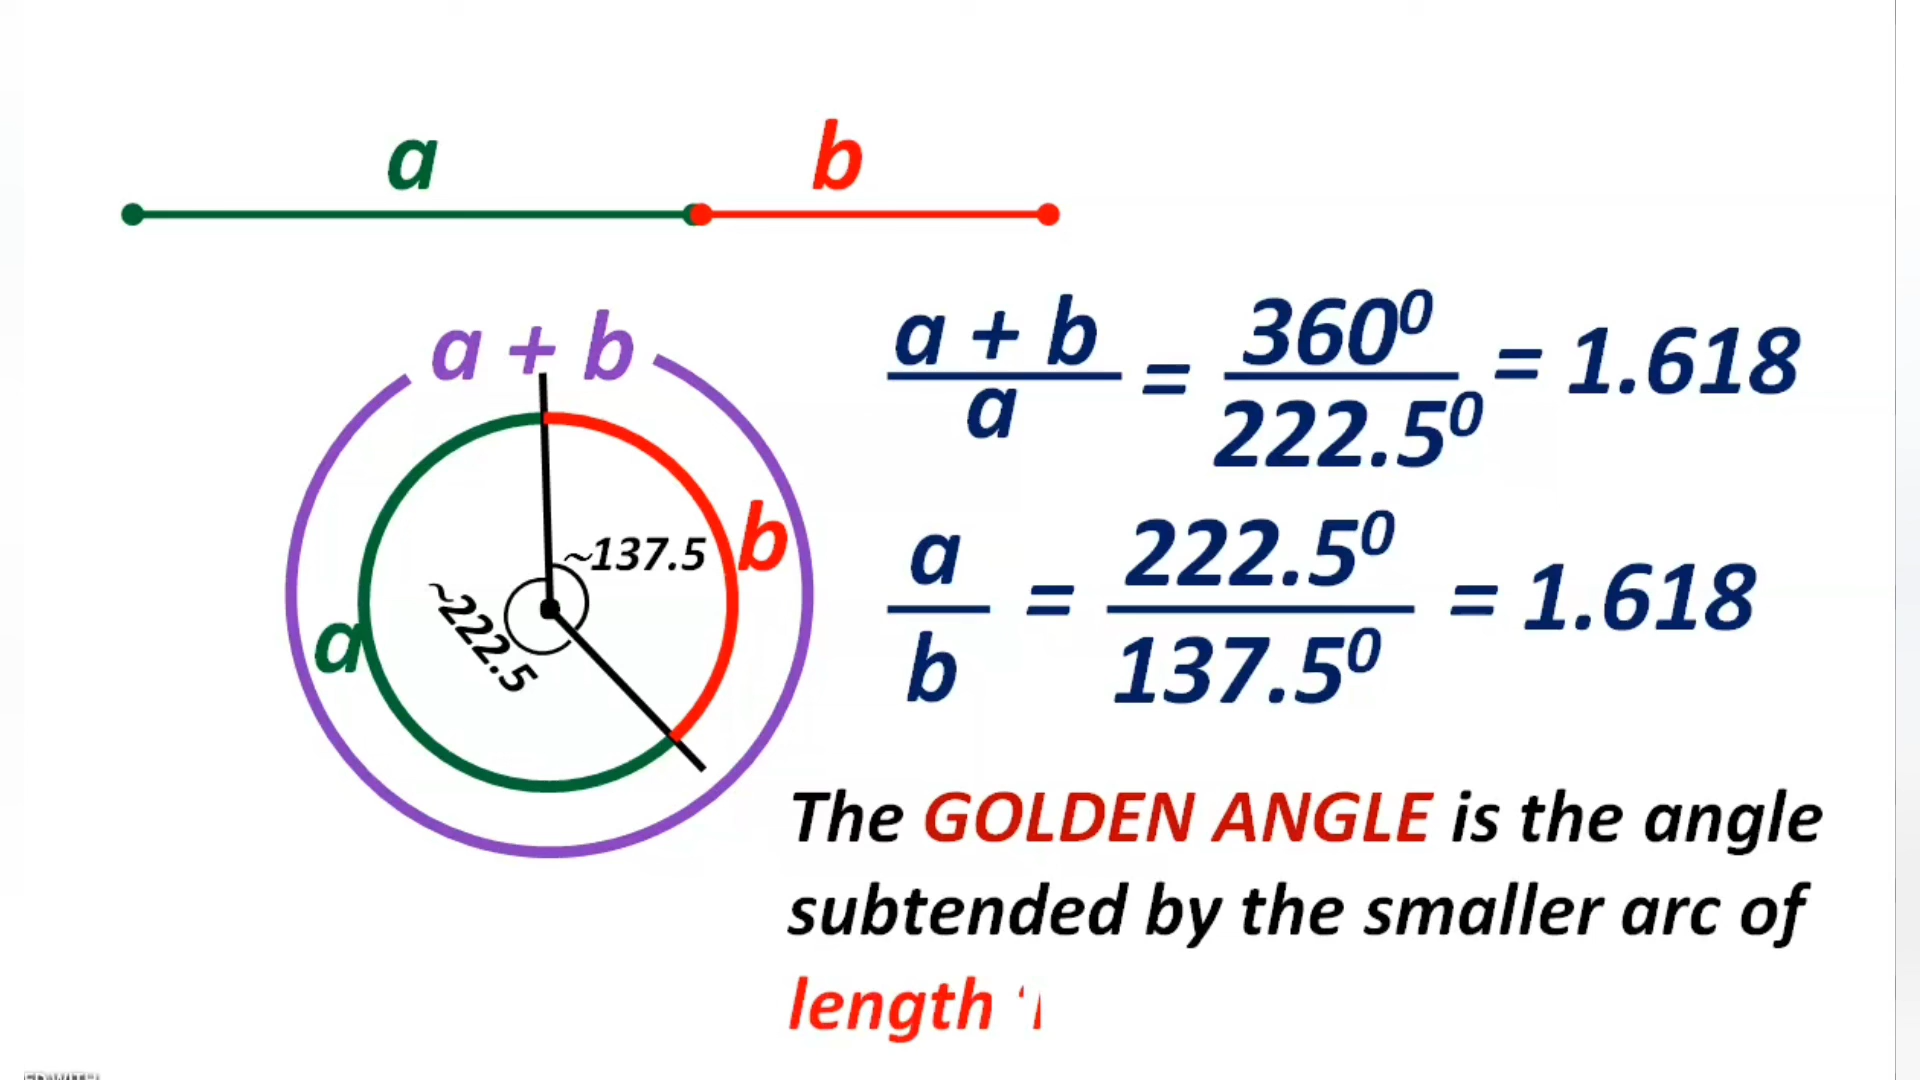 a b
a + b
a + b / a = 360⁰ / 222.5⁰ = 1.618
~137.5 b
~222.5
a
a / b = 222.5⁰ / 137.5⁰ = 1.618
The GOLDEN ANGLE is the angle
subtended by the smaller arc of
length '